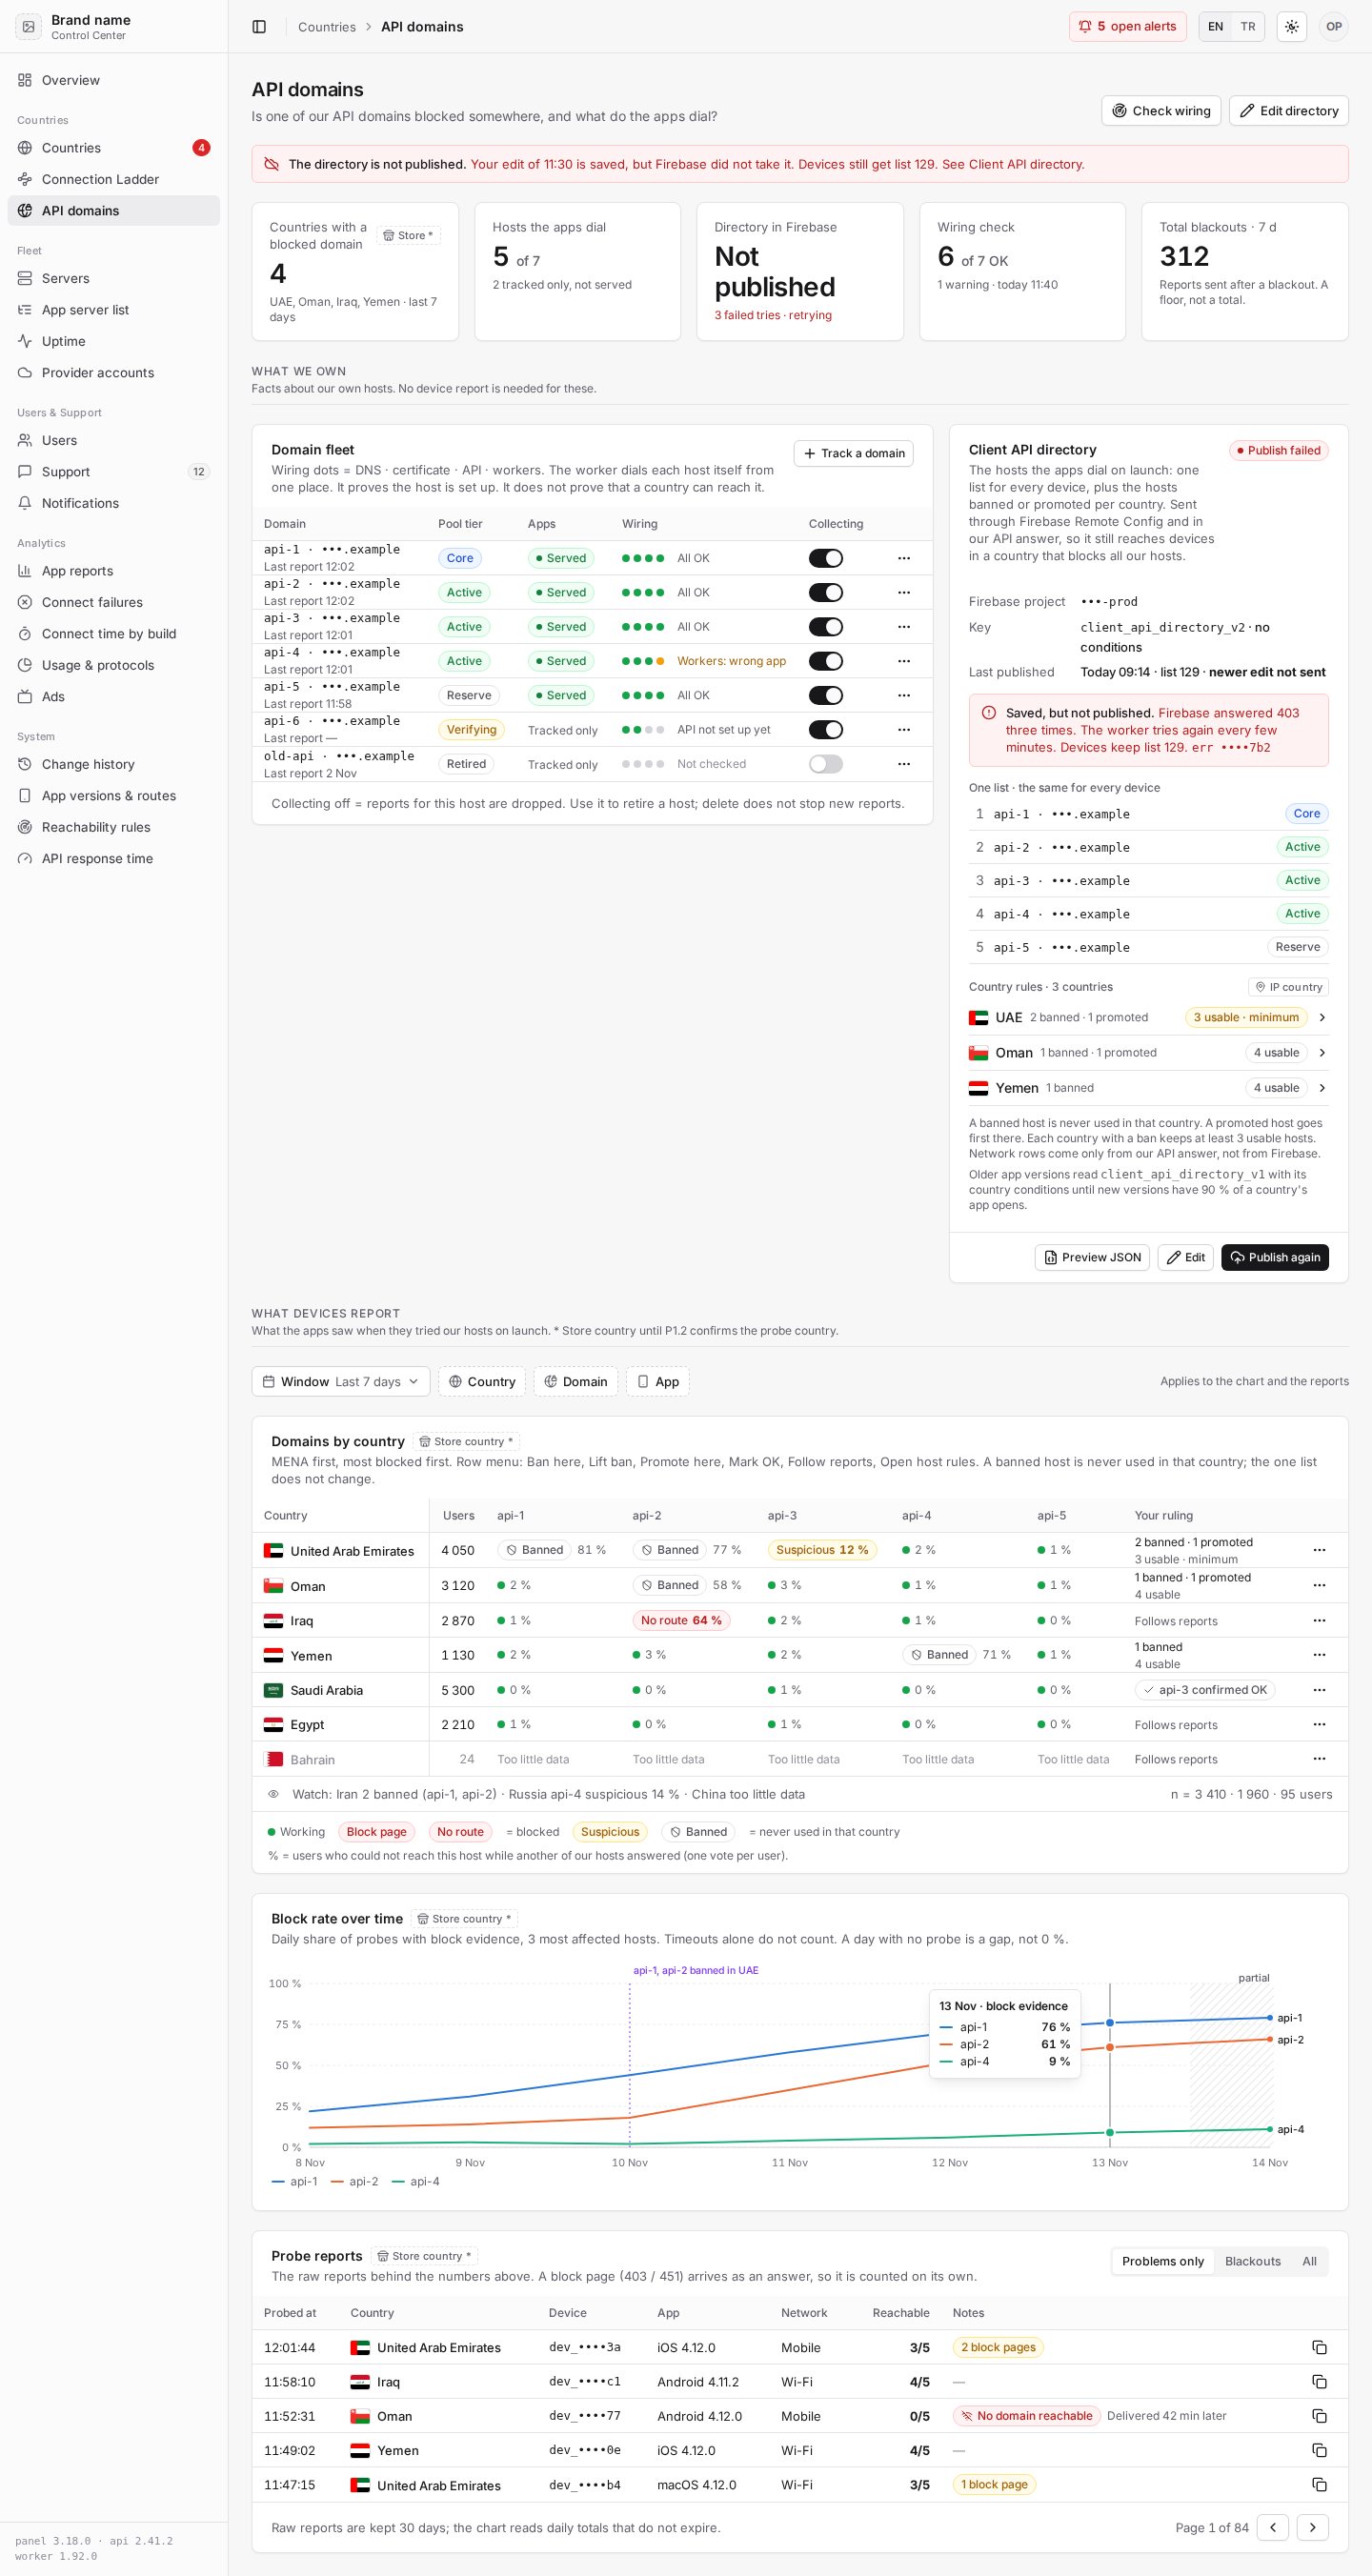 Brand name
Control Center
Overview
Countries
Countries 4
Connection Ladder
API domains
Fleet
Servers
App server list
Uptime
Provider accounts
Users & Support
Users
Support 12
Notifications
Analytics
App reports
Connect failures
Connect time by build
Usage & protocols
Ads
System
Change history
App versions & routes
Reachability rules
API response time
panel 3.18.0 · api 2.41.2
worker 1.92.0
Countries API domains
5 open alerts
EN TR
OP
API domains
Is one of our API domains blocked somewhere, and what do the apps dial?
Check wiring Edit directory
The directory is not published. Your edit of 11:30 is saved, but Firebase did not take it. Devices still get list 129. See Client API directory.
Countries with a
blocked domain
Store *
4
UAE, Oman, Iraq, Yemen · last 7
days
Hosts the apps dial
5 of 7
2 tracked only, not served
Directory in Firebase
Not
published
3 failed tries · retrying
Wiring check
6 of 7 OK
1 warning · today 11:40
Total blackouts · 7 d
312
Reports sent after a blackout. A
floor, not a total.
WHAT WE OWN
Facts about our own hosts. No device report is needed for these.
Domain fleet
Wiring dots = DNS · certificate · API · workers. The worker dials each host itself from
one place. It proves the host is set up. It does not prove that a country can reach it.
Track a domain
Domain Pool tier Apps Wiring Collecting
api-1 · •••.example
Last report 12:02
Core Served All OK
api-2 · •••.example
Last report 12:02
Active Served All OK
api-3 · •••.example
Last report 12:01
Active Served All OK
api-4 · •••.example
Last report 12:01
Active Served Workers: wrong app
api-5 · •••.example
Last report 11:58
Reserve Served All OK
api-6 · •••.example
Last report —
Verifying Tracked only API not set up yet
old-api · •••.example
Last report 2 Nov
Retired Tracked only Not checked
Collecting off = reports for this host are dropped. Use it to retire a host; delete does not stop new reports.
Client API directory
Publish failed
The hosts the apps dial on launch: one
list for every device, plus the hosts
banned or promoted per country. Sent
through Firebase Remote Config and in
our API answer, so it still reaches devices
in a country that blocks all our hosts.
Firebase project •••-prod
Key client_api_directory_v2 · no
conditions
Last published Today 09:14 · list 129 · newer edit not sent
Saved, but not published. Firebase answered 403
three times. The worker tries again every few
minutes. Devices keep list 129. err ••••7b2
One list · the same for every device
1 api-1 · •••.example Core
2 api-2 · •••.example Active
3 api-3 · •••.example Active
4 api-4 · •••.example Active
5 api-5 · •••.example Reserve
Country rules · 3 countries IP country
UAE 2 banned · 1 promoted 3 usable · minimum
Oman 1 banned · 1 promoted 4 usable
Yemen 1 banned 4 usable
A banned host is never used in that country. A promoted host goes
first there. Each country with a ban keeps at least 3 usable hosts.
Network rows come only from our API answer, not from Firebase.
Older app versions read client_api_directory_v1 with its
country conditions until new versions have 90 % of a country's
app opens.
Preview JSON Edit Publish again
WHAT DEVICES REPORT
What the apps saw when they tried our hosts on launch. * Store country until P1.2 confirms the probe country.
Window Last 7 days Country Domain App
Applies to the chart and the reports
Domains by country Store country *
MENA first, most blocked first. Row menu: Ban here, Lift ban, Promote here, Mark OK, Follow reports, Open host rules. A banned host is never used in that country; the one list
does not change.
Country Users api-1 api-2 api-3 api-4 api-5 Your ruling
United Arab Emirates 4 050 Banned 81 % Banned 77 % Suspicious 12 % 2 % 1 % 2 banned · 1 promoted
3 usable · minimum
Oman 3 120 2 % Banned 58 % 3 % 1 % 1 % 1 banned · 1 promoted
4 usable
Iraq 2 870 1 % No route 64 % 2 % 1 % 0 % Follows reports
Yemen 1 130 2 % 3 % 2 % Banned 71 % 1 % 1 banned
4 usable
Saudi Arabia 5 300 0 % 0 % 1 % 0 % 0 % api-3 confirmed OK
Egypt 2 210 1 % 0 % 1 % 0 % 0 % Follows reports
Bahrain 24 Too little data Too little data Too little data Too little data Too little data Follows reports
Watch: Iran 2 banned (api-1, api-2) · Russia api-4 suspicious 14 % · China too little data
n = 3 410 · 1 960 · 95 users
Working Block page No route = blocked Suspicious Banned = never used in that country
% = users who could not reach this host while another of our hosts answered (one vote per user).
Block rate over time Store country *
Daily share of probes with block evidence, 3 most affected hosts. Timeouts alone do not count. A day with no probe is a gap, not 0 %.
api-1, api-2 banned in UAE
partial
100 %
75 %
50 %
25 %
0 %
13 Nov · block evidence
api-1 76 %
api-2 61 %
api-4 9 %
api-1
api-2
api-4
8 Nov 9 Nov 10 Nov 11 Nov 12 Nov 13 Nov 14 Nov
api-1 api-2 api-4
Probe reports Store country *
The raw reports behind the numbers above. A block page (403 / 451) arrives as an answer, so it is counted on its own.
Problems only Blackouts All
Probed at Country Device App Network Reachable Notes
12:01:44 United Arab Emirates dev_••••3a iOS 4.12.0 Mobile 3/5 2 block pages
11:58:10 Iraq dev_••••c1 Android 4.11.2 Wi-Fi 4/5 —
11:52:31 Oman dev_••••77 Android 4.12.0 Mobile 0/5 No domain reachable Delivered 42 min later
11:49:02 Yemen dev_••••0e iOS 4.12.0 Wi-Fi 4/5 —
11:47:15 United Arab Emirates dev_••••b4 macOS 4.12.0 Wi-Fi 3/5 1 block page
Raw reports are kept 30 days; the chart reads daily totals that do not expire.
Page 1 of 84